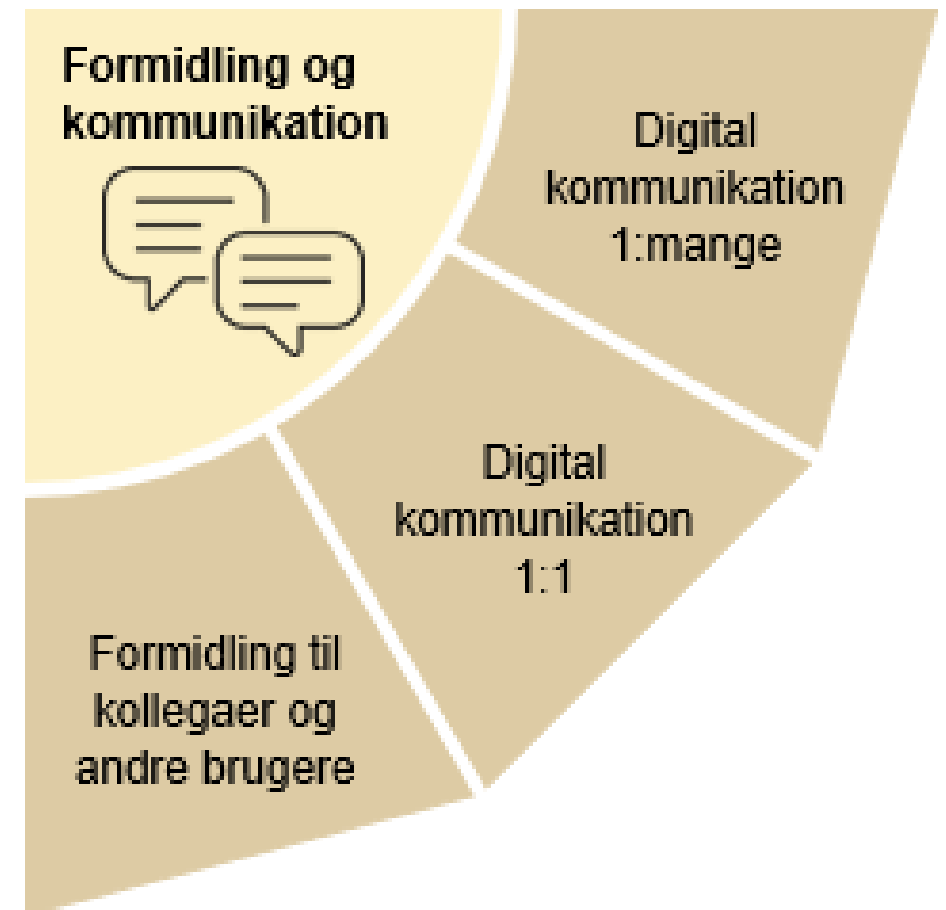 Formidling og
kommunikation
Digital
kommunikation
1:mange
Digital
kommunikation
1:1
Formidling til
kollegaer og
andre brugere